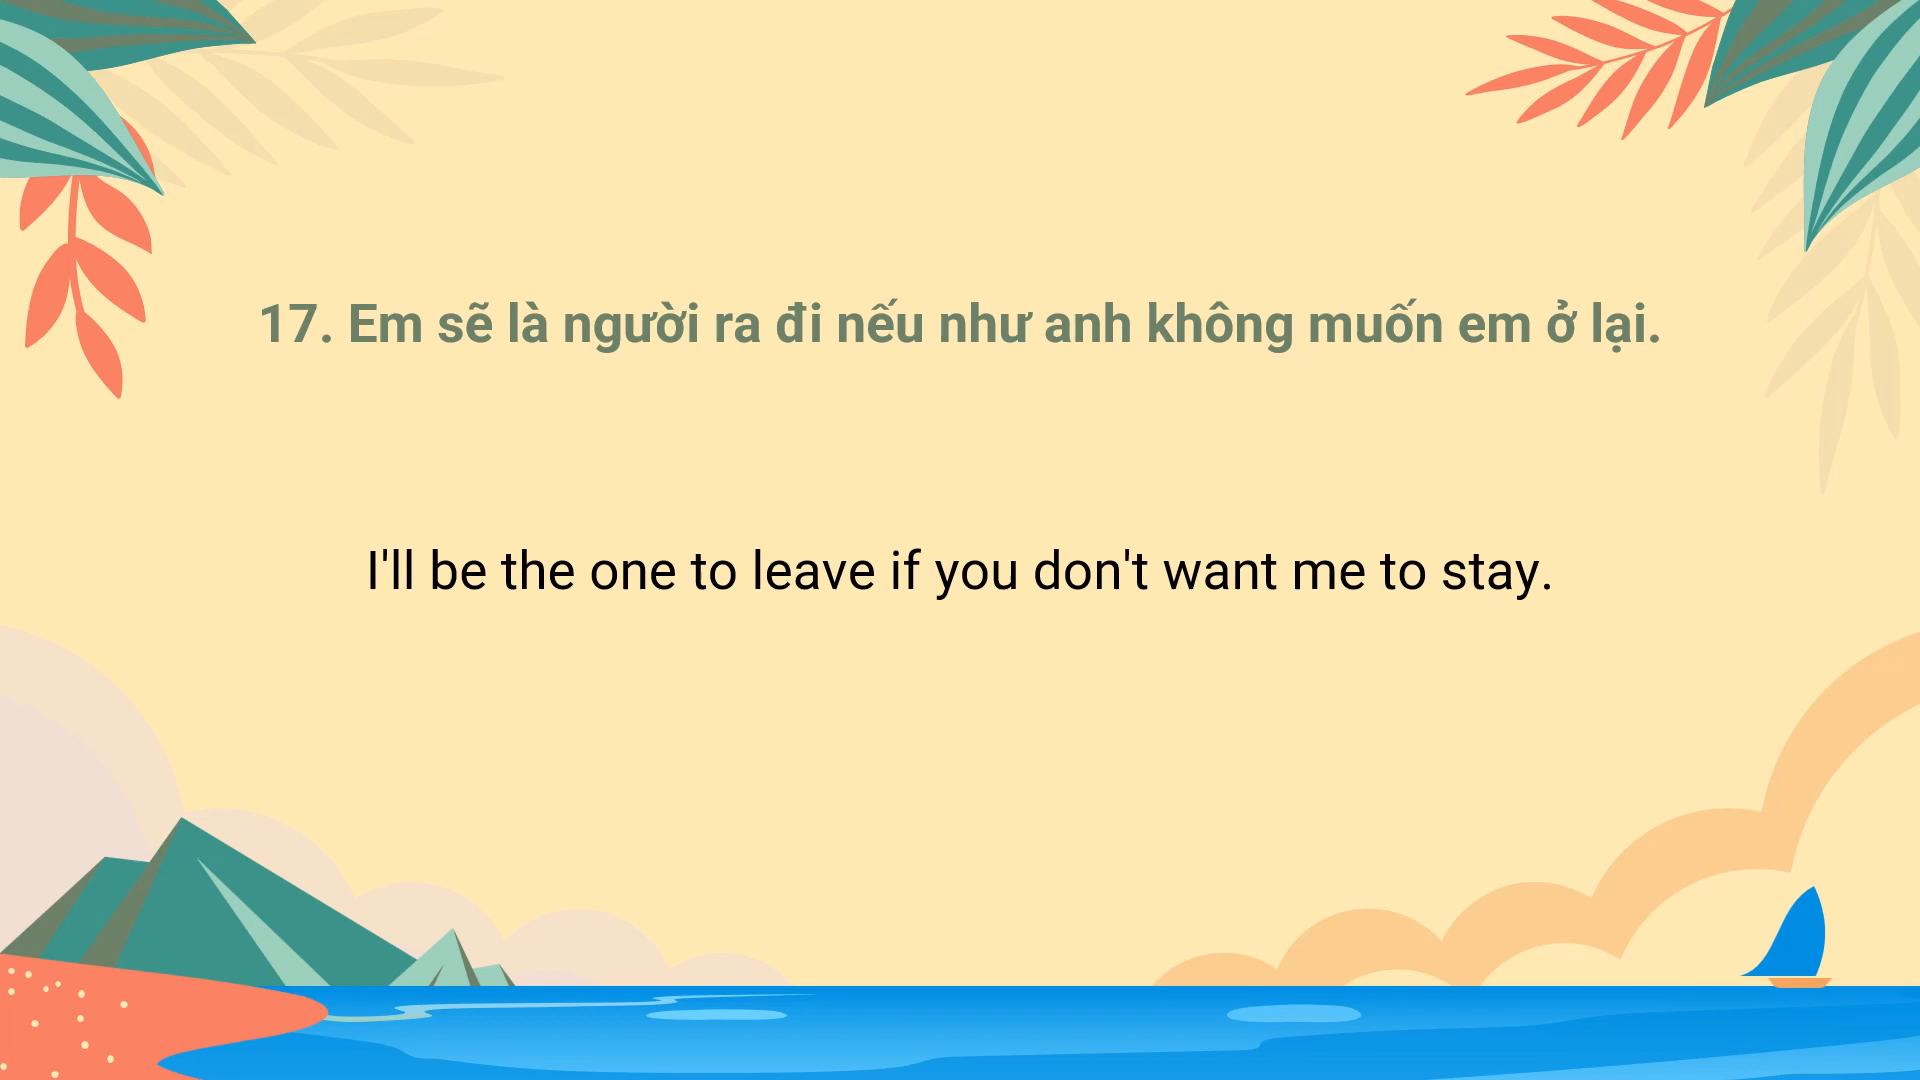 17. Em sẽ là người ra đi nếu như anh không muốn em ở lại.
I'll be the one to leave if you don't want me to stay.